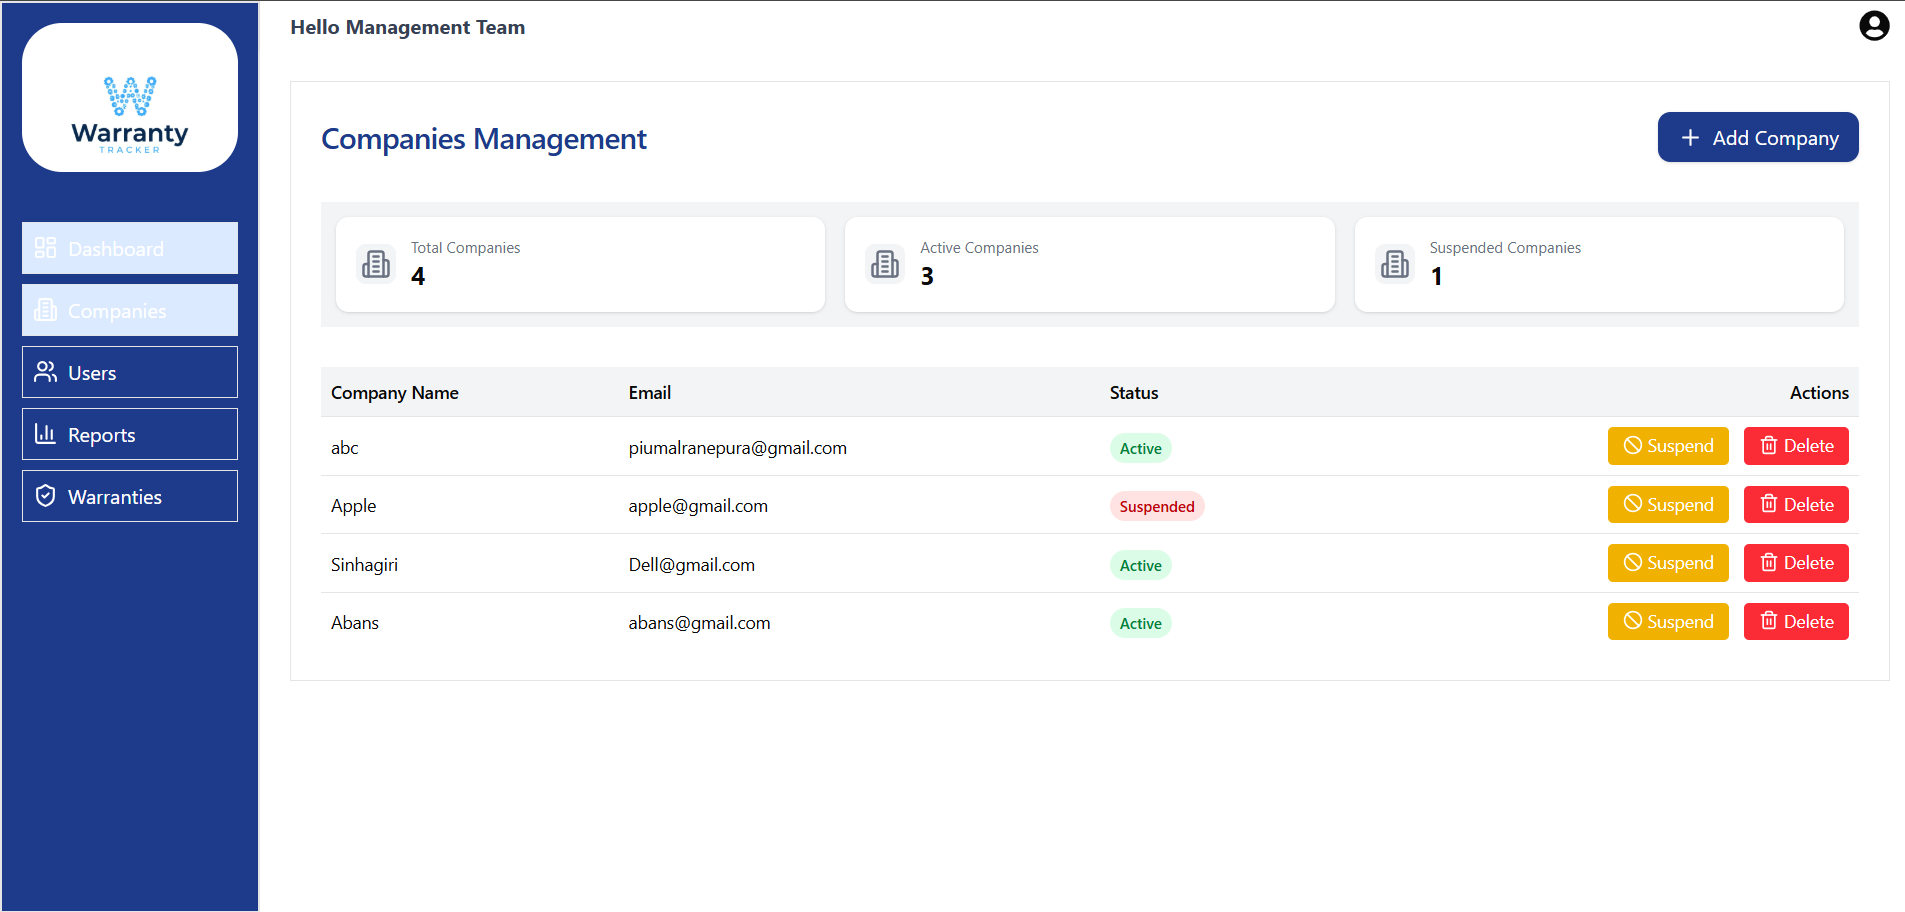 Hello Management Team
W
Warranty
TRACKER
Dashboard
Companies
Users
Reports
Warranties
Companies Management
+ Add Company
Total Companies
4
Active Companies
3
Suspended Companies
1
Company Name Email Status Actions
abc piumalranepura@gmail.com Active Suspend Delete
Apple apple@gmail.com Suspended Suspend Delete
Sinhagiri Dell@gmail.com Active Suspend Delete
Abans abans@gmail.com Active Suspend Delete